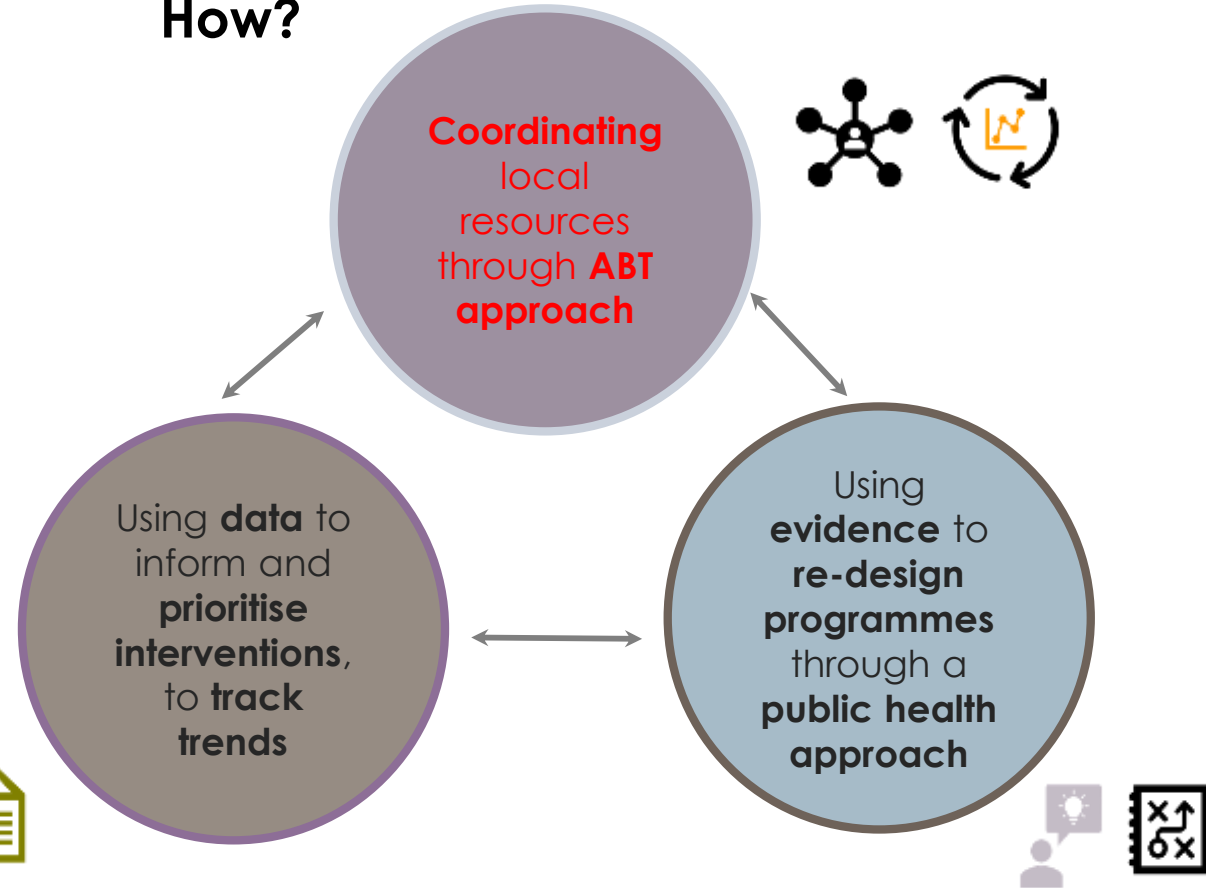 How?
Coordinating
local
resources
through ABT
approach
Using data to
inform and
prioritise
interventions,
to track
trends
Using
evidence to
re-design
programmes
through a
public health
approach